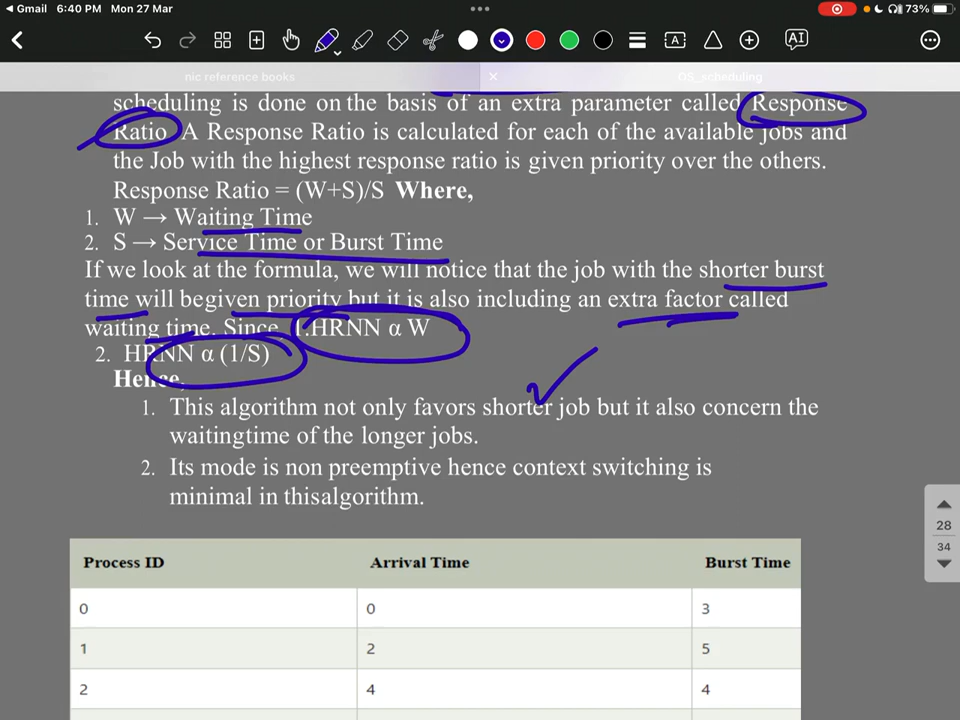 Gmail 6:40 PM Mon 27 Mar
73%
A
AI
nic reference books
OS_scheduling
scheduling is done on the basis of an extra parameter called Response
Ratio. A Response Ratio is calculated for each of the available jobs and
the Job with the highest response ratio is given priority over the others.
Response Ratio = (W+S)/S Where,
1. W → Waiting Time
2. S → Service Time or Burst Time
If we look at the formula, we will notice that the job with the shorter burst
time will begiven priority but it is also including an extra factor called
waiting time. Since, 1.HRNN α W
2. HRNN α (1/S)
Hence,
1. This algorithm not only favors shorter job but it also concern the
waitingtime of the longer jobs.
2. Its mode is non preemptive hence context switching is
minimal in thisalgorithm.
28
34
Process ID Arrival Time Burst Time
0 0 3
1 2 5
2 4 4